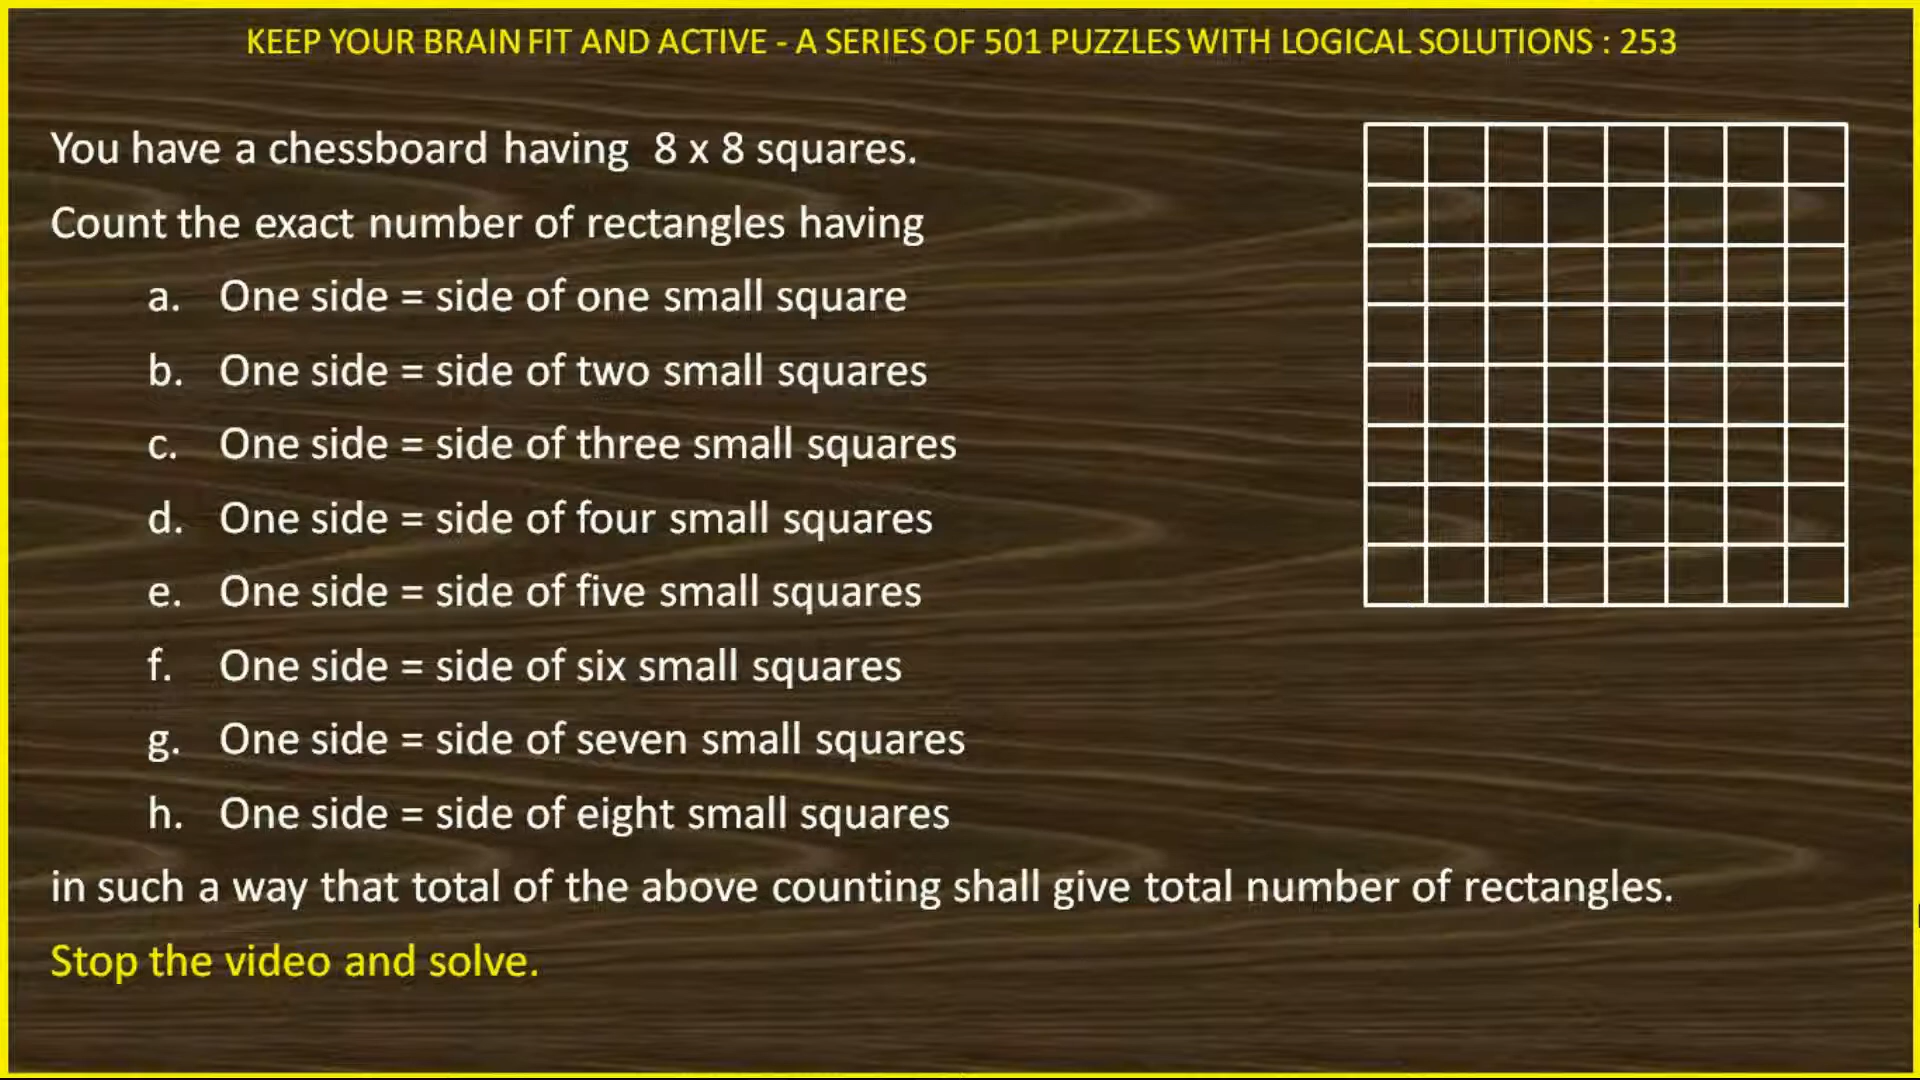 KEEP YOUR BRAIN FIT AND ACTIVE - A SERIES OF 501 PUZZLES WITH LOGICAL SOLUTIONS : 253
You have a chessboard having 8 x 8 squares.
Count the exact number of rectangles having
a. One side = side of one small square
b. One side = side of two small squares
c. One side = side of three small squares
d. One side = side of four small squares
e. One side = side of five small squares
f. One side = side of six small squares
g. One side = side of seven small squares
h. One side = side of eight small squares
in such a way that total of the above counting shall give total number of rectangles.
Stop the video and solve.